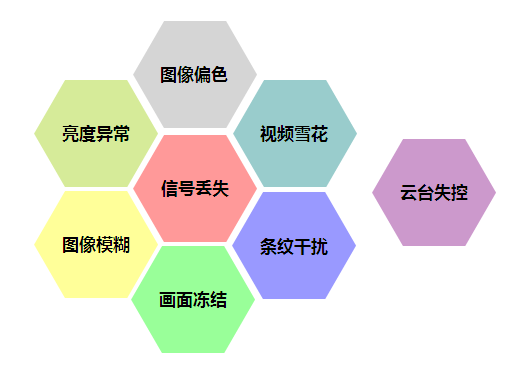 图像偏色
亮度异常
视频雪花
信号丢失
云台失控
图像模糊
条纹干扰
画面冻结